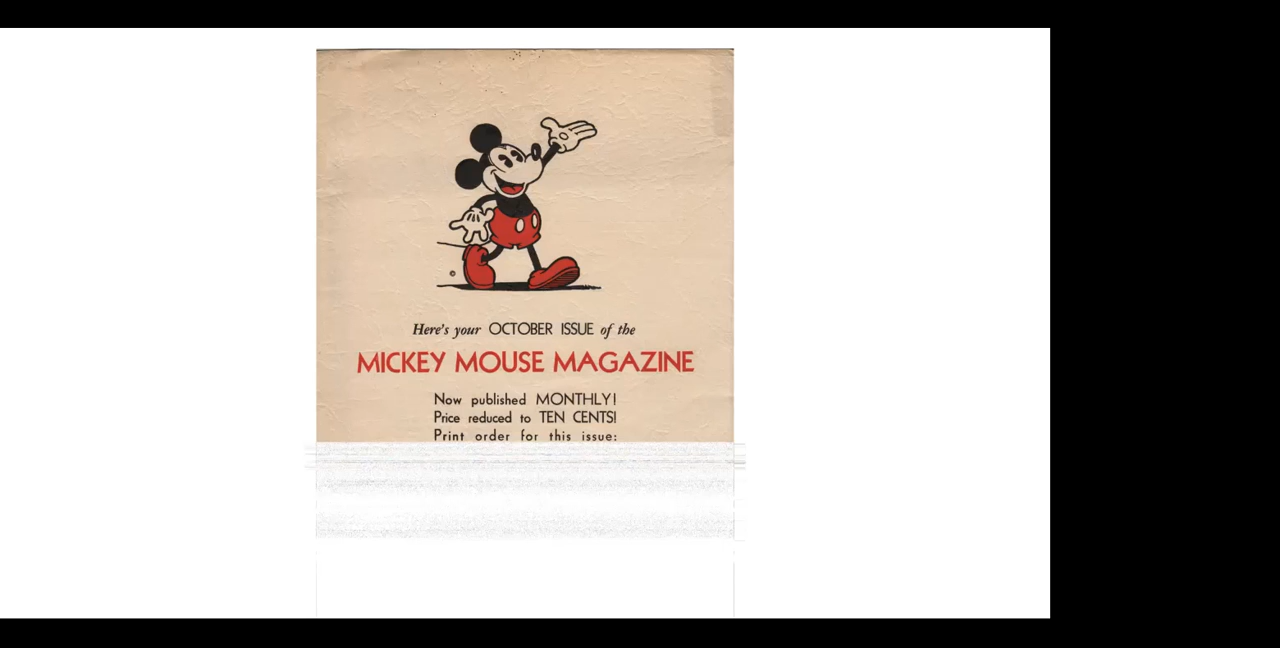 Here's your OCTOBER ISSUE of the
MICKEY MOUSE MAGAZINE
Now published MONTHLY!
Price reduced to TEN CENTS!
Print order for this issue: